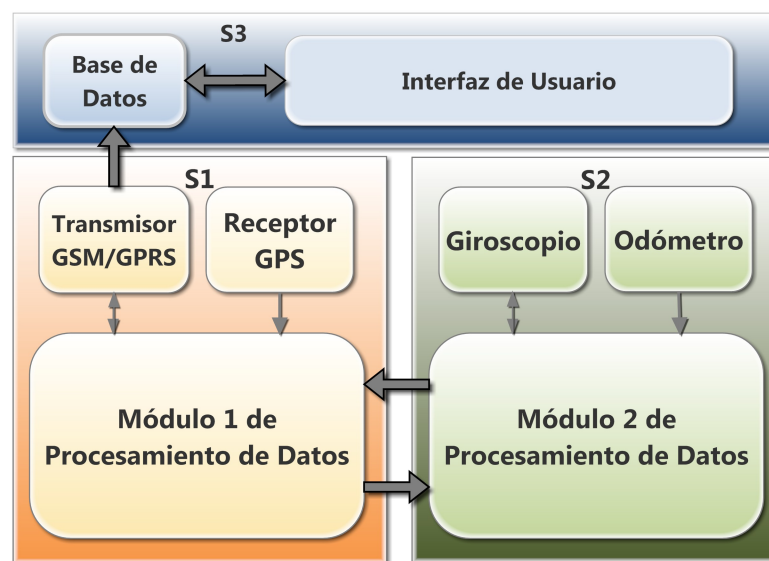 S3
Base de
Datos
Interfaz de Usuario
S1
Transmisor
GSM/GPRS
Receptor
GPS
Módulo 1 de
Procesamiento de Datos
S2
Giroscopio
Odómetro
Módulo 2 de
Procesamiento de Datos